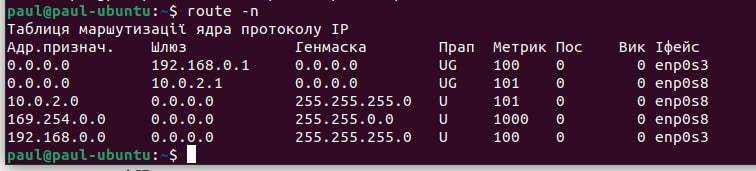 paul@paul-ubuntu:~$ route -n
Таблиця маршутизації ядра протоколу IP
Адр.признач. Шлюз Ґенмаска Прап Метрик Пос Вик Іфейс
0.0.0.0 192.168.0.1 0.0.0.0 UG 100 0 0 enp0s3
0.0.0.0 10.0.2.1 0.0.0.0 UG 101 0 0 enp0s8
10.0.2.0 0.0.0.0 255.255.255.0 U 101 0 0 enp0s8
169.254.0.0 0.0.0.0 255.255.0.0 U 1000 0 0 enp0s8
192.168.0.0 0.0.0.0 255.255.255.0 U 100 0 0 enp0s3
paul@paul-ubuntu:~$